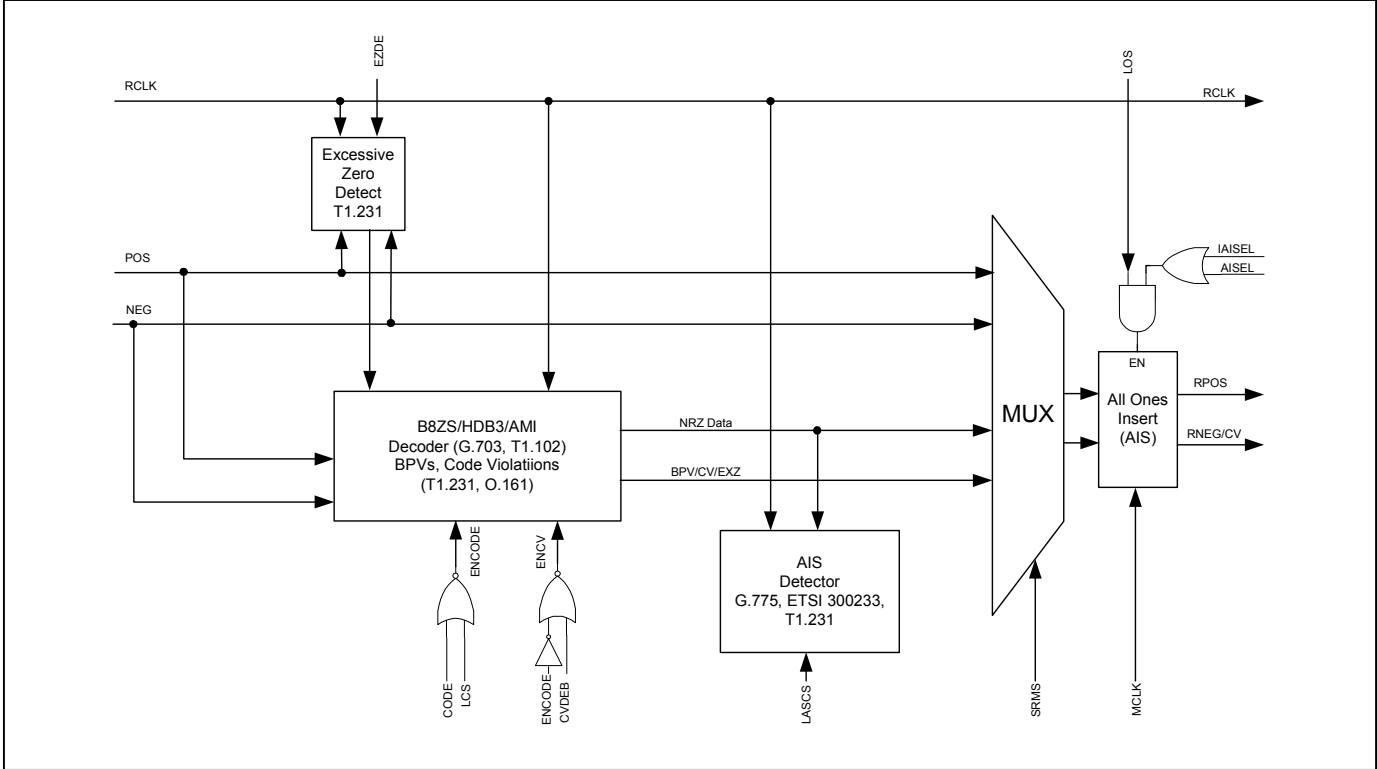 EZDE
LOS
RCLK
RCLK
Excessive
Zero
Detect
T1.231
IAISEL
AISEL
POS
NEG
EN
All Ones
Insert
(AIS)
RPOS
RNEG/CV
MUX
B8ZS/HDB3/AMI
Decoder (G.703, T1.102)
BPVs, Code Violatiions
(T1.231, O.161)
NRZ Data
BPV/CV/EXZ
ENCODE
ENCV
AIS
Detector
G.775, ETSI 300233,
T1.231
CODE
LCS
ENCODE
CVDEB
LASCS
SRMS
MCLK